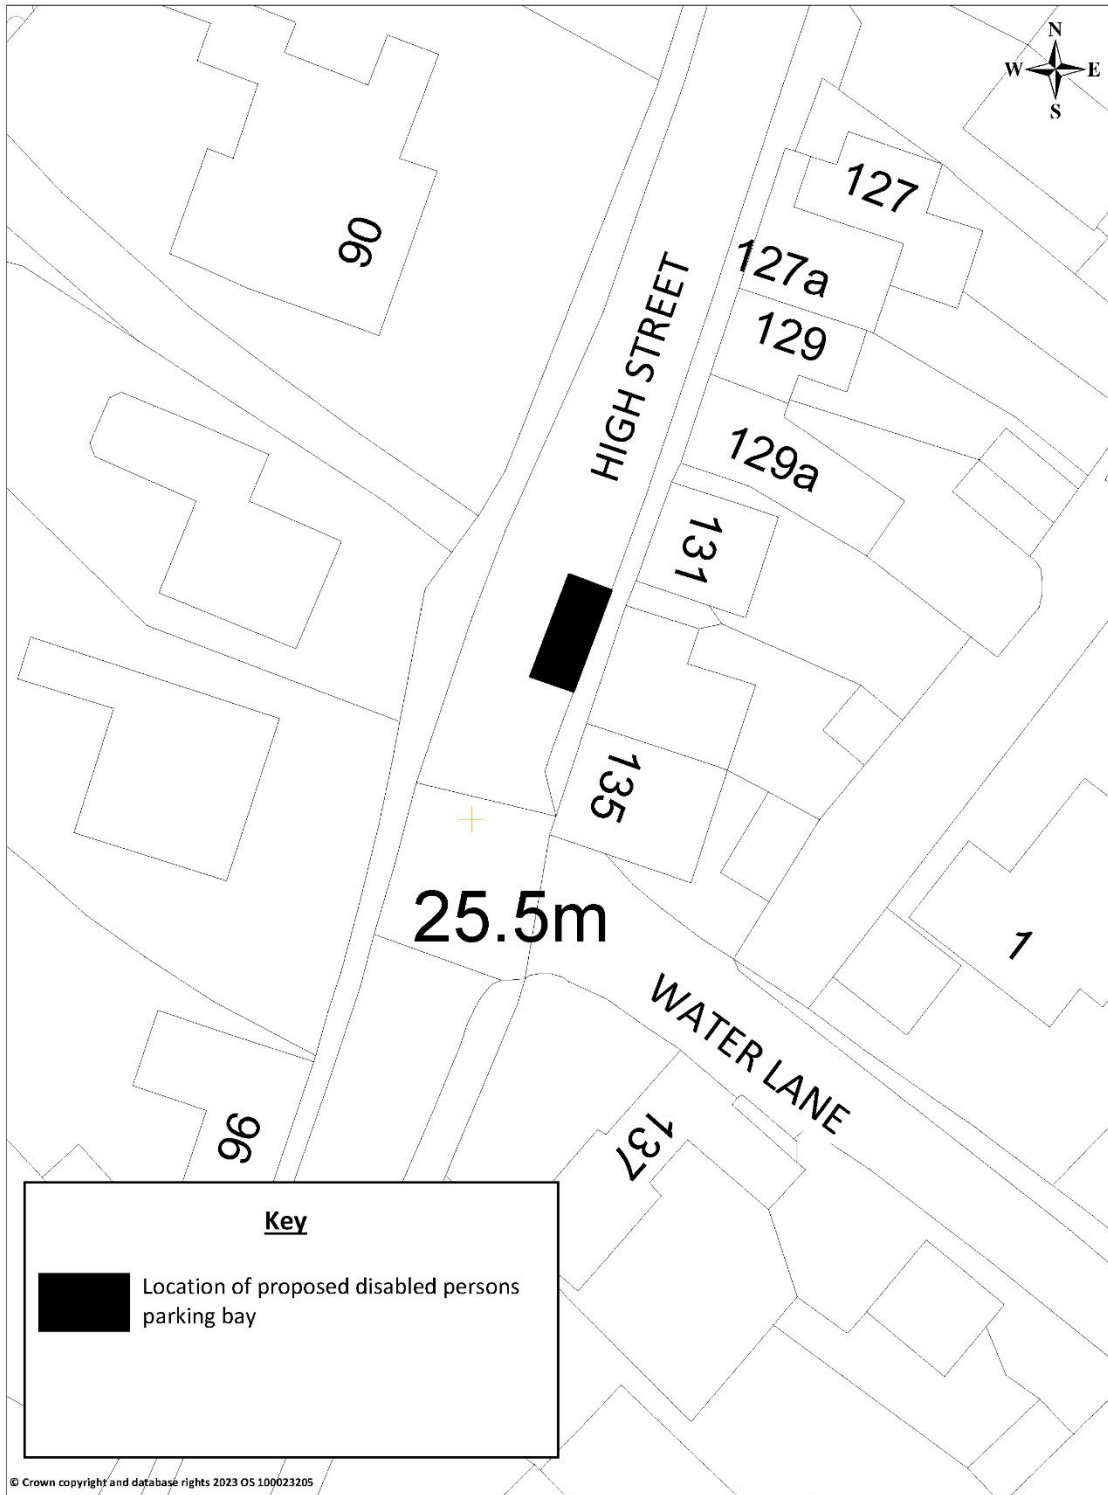 N
W E
S
127
90
127a
HIGH STREET
129
129a
131
135
25.5m
1
WATER LANE
96
137
Key
Location of proposed disabled persons
parking bay
© Crown copyright and database rights 2023 OS 100023205